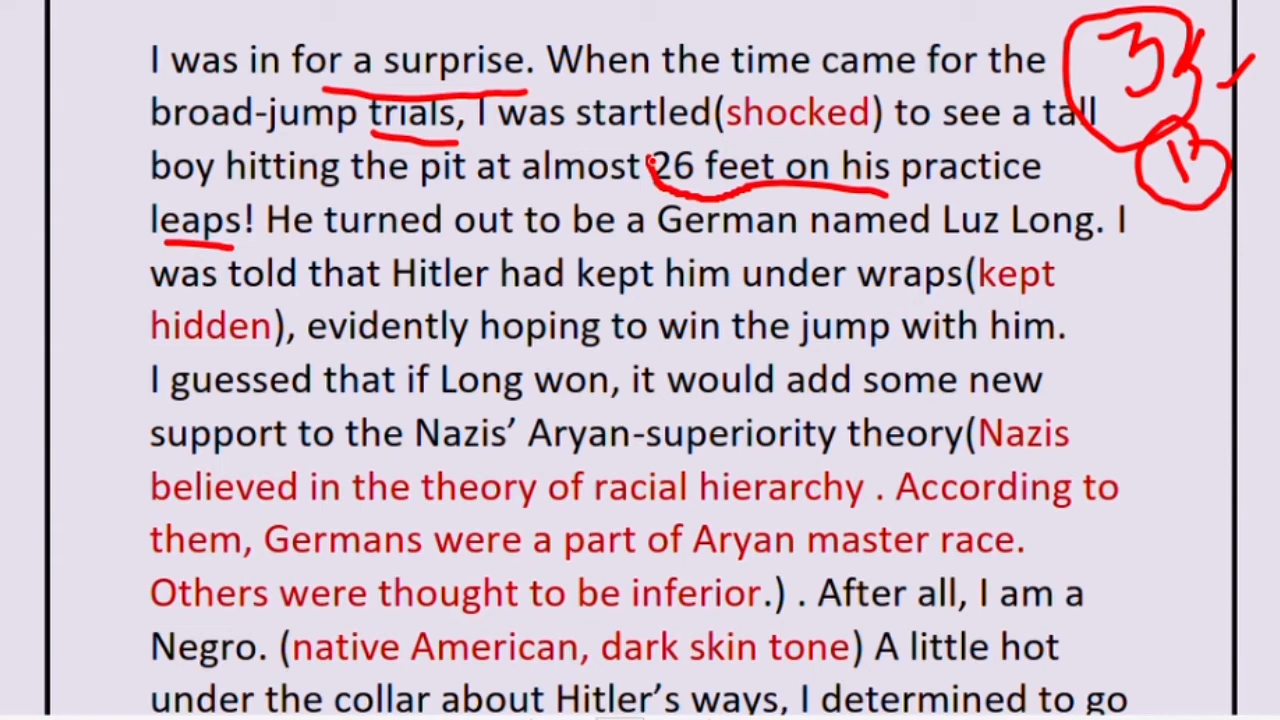 I was in for a surprise. When the time came for the
broad-jump trials, I was startled(shocked) to see a tall
boy hitting the pit at almost 26 feet on his practice
leaps! He turned out to be a German named Luz Long. I
was told that Hitler had kept him under wraps(kept
hidden), evidently hoping to win the jump with him.
I guessed that if Long won, it would add some new
support to the Nazis’ Aryan-superiority theory(Nazis
believed in the theory of racial hierarchy . According to
them, Germans were a part of Aryan master race.
Others were thought to be inferior.) . After all, I am a
Negro. (native American, dark skin tone) A little hot
under the collar about Hitler’s ways, I determined to go